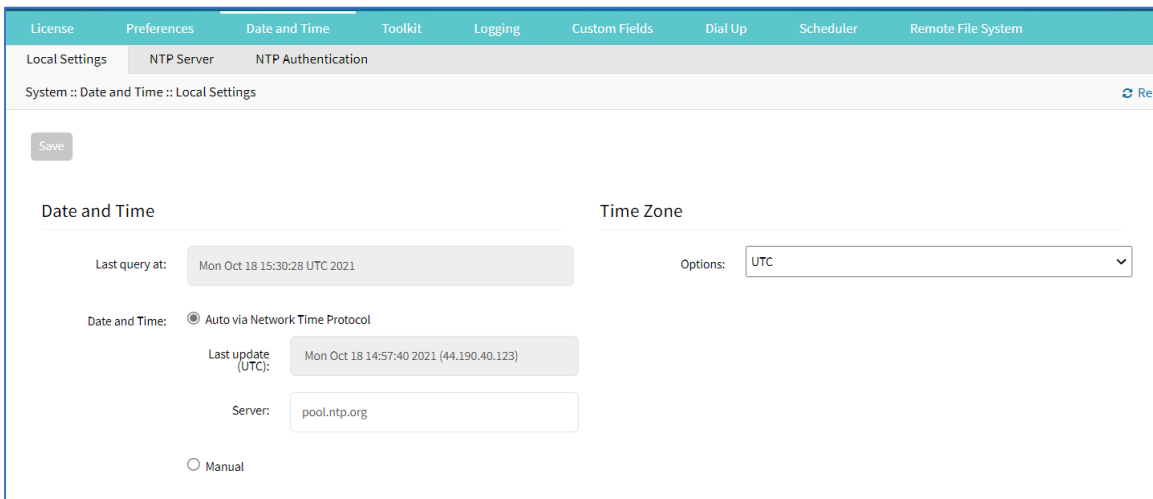 License Preferences Date and Time Toolkit Logging Custom Fields Dial Up Scheduler Remote File System
Local Settings NTP Server NTP Authentication
System :: Date and Time :: Local Settings Re
Save
Date and Time Time Zone
Last query at: Mon Oct 18 15:30:28 UTC 2021 Options: UTC
Date and Time: Auto via Network Time Protocol
Last update
(UTC): Mon Oct 18 14:57:40 2021 (44.190.40.123)
Server: pool.ntp.org
Manual